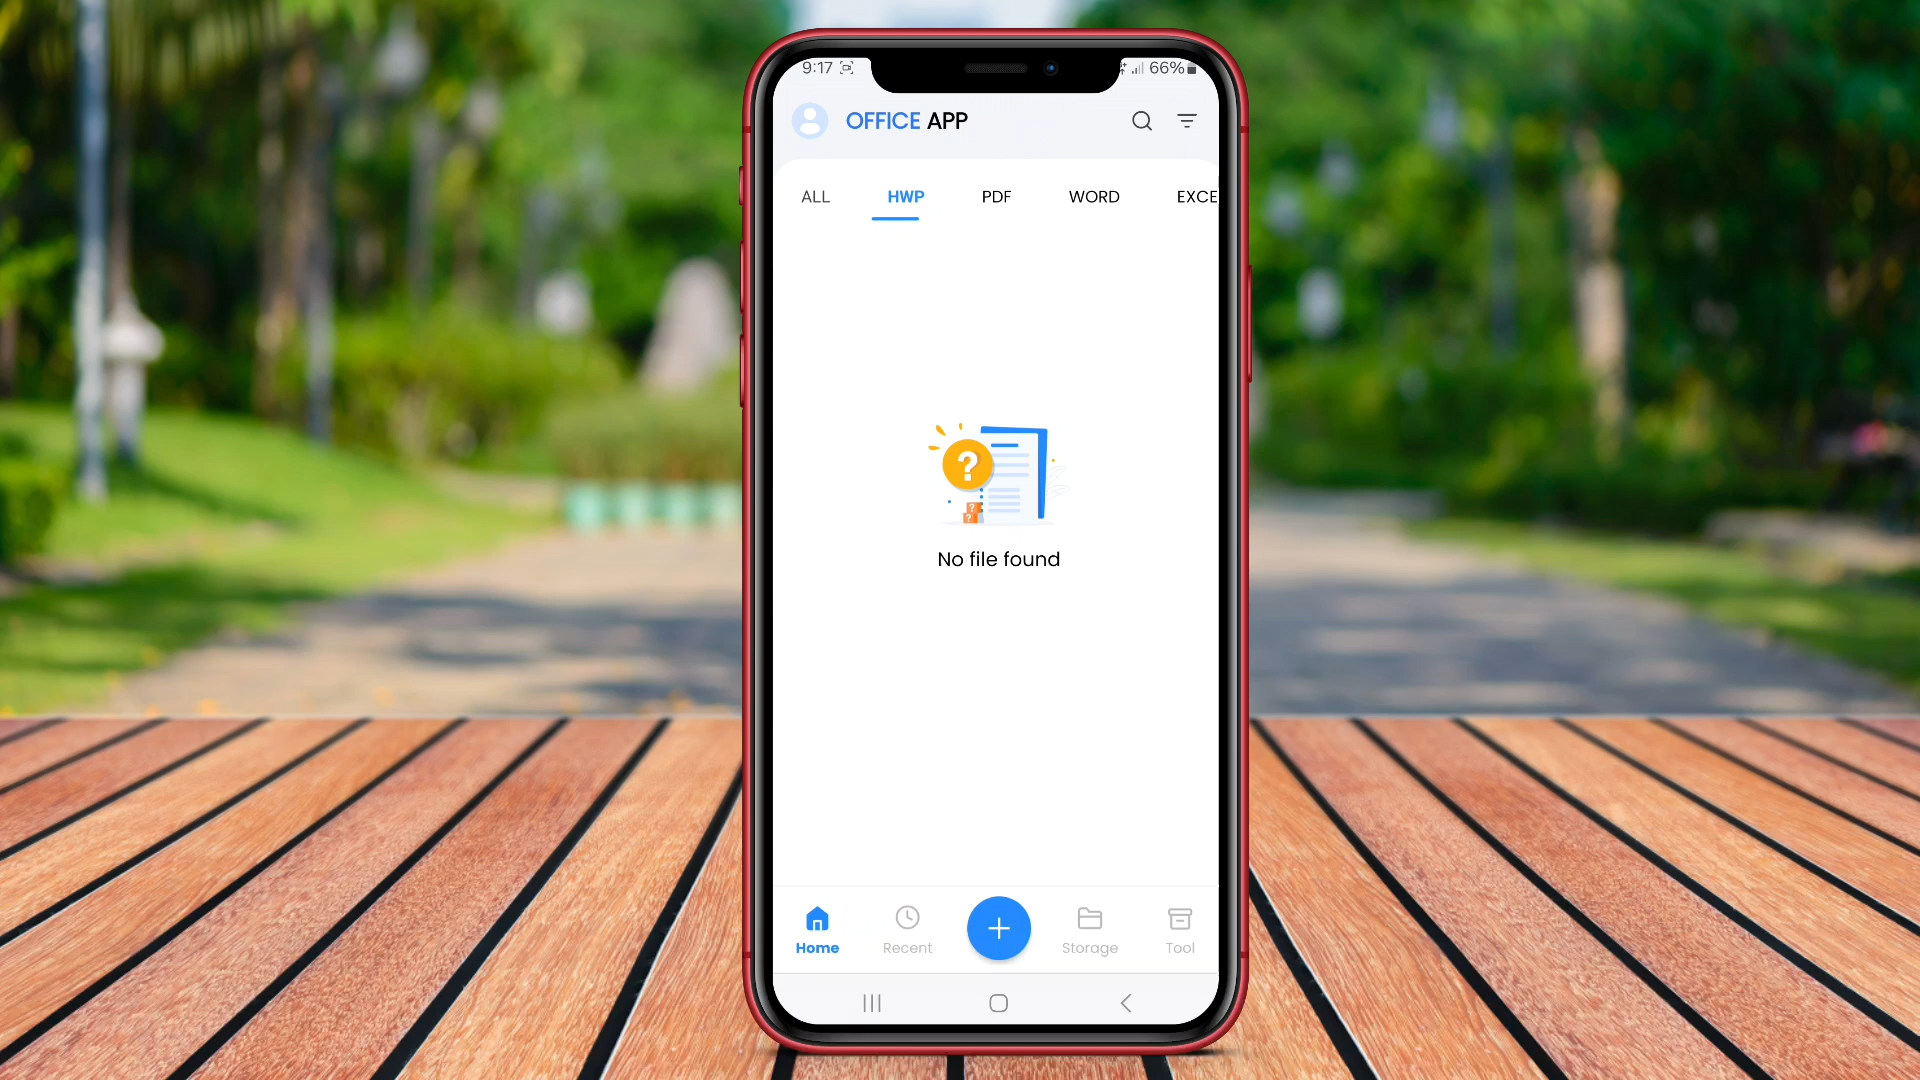 9:17 66%
OFFICE APP
ALL HWP PDF WORD EXCE
?
?
?
No file found
Home Recent Storage Tool